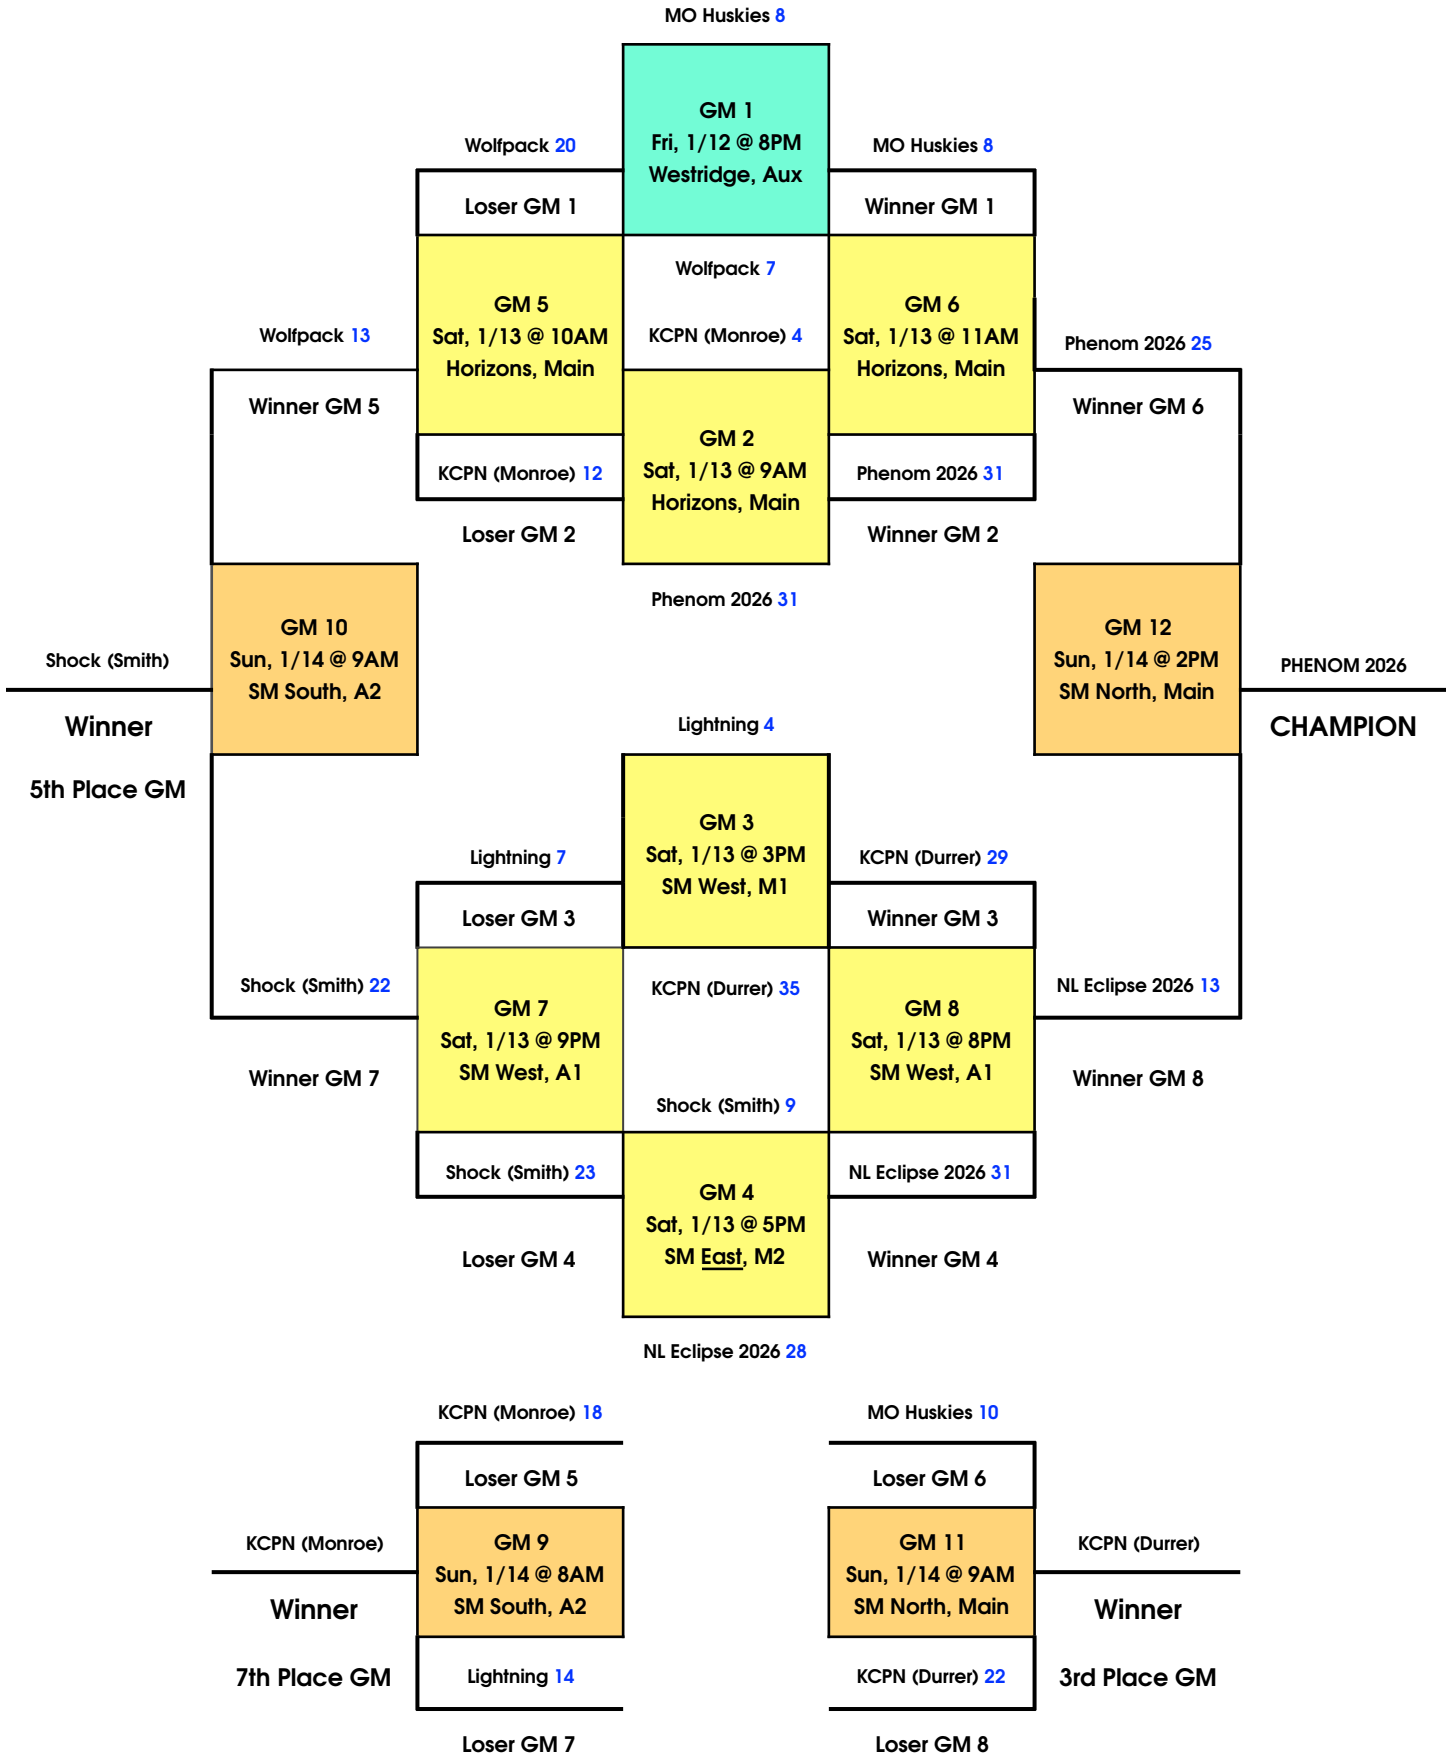 MO Huskies 8
GM 1
Fri, 1/12 @ 8PM
Westridge, Aux
Wolfpack 20
MO Huskies 8
Loser GM 1
Winner GM 1
Wolfpack 7
GM 5
Sat, 1/13 @ 10AM
Horizons, Main
GM 6
Sat, 1/13 @ 11AM
Horizons, Main
Wolfpack 13
KCPN (Monroe) 4
Phenom 2026 25
Winner GM 5
Winner GM 6
GM 2
Sat, 1/13 @ 9AM
Horizons, Main
KCPN (Monroe) 12
Phenom 2026 31
Loser GM 2
Winner GM 2
Phenom 2026 31
GM 10
Sun, 1/14 @ 9AM
SM South, A2
GM 12
Sun, 1/14 @ 2PM
SM North, Main
Shock (Smith)
PHENOM 2026
Winner
CHAMPION
5th Place GM
Lightning 4
GM 3
Sat, 1/13 @ 3PM
SM West, M1
Lightning 7
KCPN (Durrer) 29
Loser GM 3
Winner GM 3
Shock (Smith) 22
KCPN (Durrer) 35
NL Eclipse 2026 13
GM 7
Sat, 1/13 @ 9PM
SM West, A1
GM 8
Sat, 1/13 @ 8PM
SM West, A1
Winner GM 7
Winner GM 8
Shock (Smith) 9
Shock (Smith) 23
NL Eclipse 2026 31
GM 4
Sat, 1/13 @ 5PM
SM East, M2
Loser GM 4
Winner GM 4
NL Eclipse 2026 28
KCPN (Monroe) 18
MO Huskies 10
Loser GM 5
Loser GM 6
KCPN (Monroe)
GM 9
Sun, 1/14 @ 8AM
SM South, A2
GM 11
Sun, 1/14 @ 9AM
SM North, Main
KCPN (Durrer)
Winner
Winner
7th Place GM
Lightning 14
KCPN (Durrer) 22
3rd Place GM
Loser GM 7
Loser GM 8